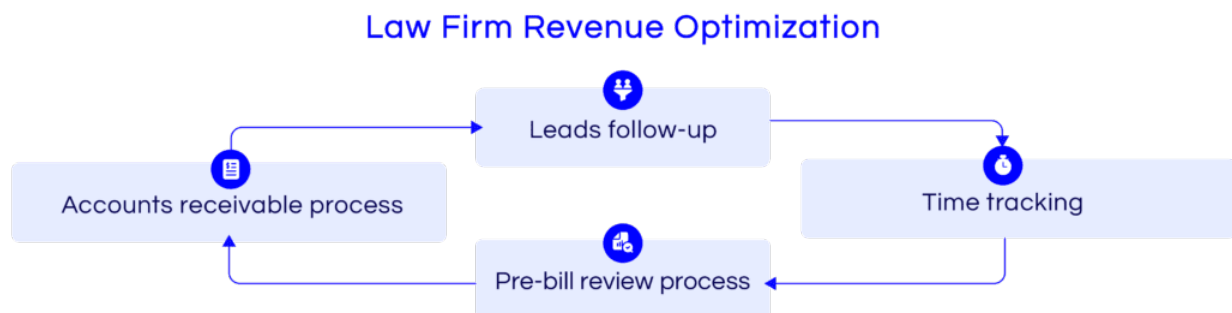 Law Firm Revenue Optimization
Leads follow-up
Accounts receivable process
Time tracking
Pre-bill review process